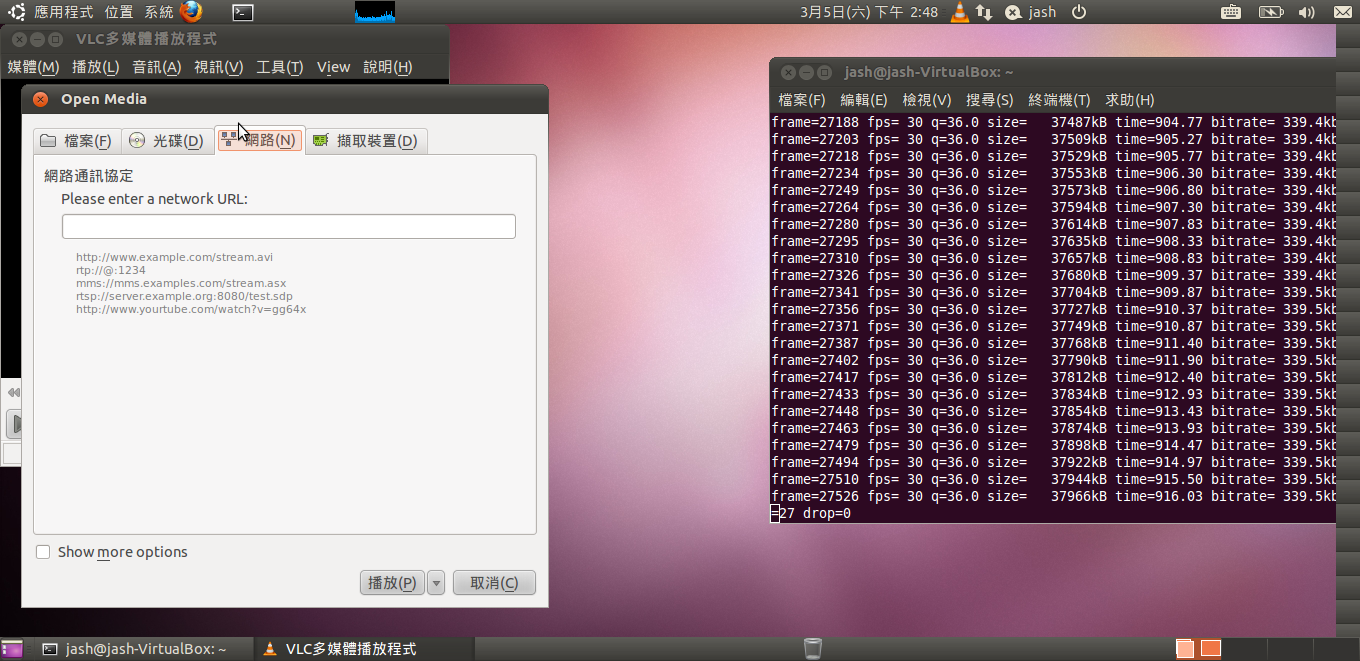 應用程式 位置 系統 3月5日(六) 下午 2:48 jash
VLC多媒體播放程式
媒體(M) 播放(L) 音訊(A) 視訊(V) 工具(T) View 說明(H)
Open Media
檔案(F) 光碟(D) 網路(N) 擷取裝置(D)
網路通訊協定
Please enter a network URL:
http://www.example.com/stream.avi
rtp://@:1234
mms://mms.examples.com/stream.asx
rtsp://server.example.org:8080/test.sdp
http://www.yourtube.com/watch?v=gg64x
Show more options
播放(P) 取消(C)
jash@jash-VirtualBox: ~
檔案(F) 編輯(E) 檢視(V) 搜尋(S) 終端機(T) 求助(H)
frame=27188 fps= 30 q=36.0 size=   37487kB time=904.77 bitrate= 339.4kb
frame=27203 fps= 30 q=36.0 size=   37509kB time=905.27 bitrate= 339.4kb
frame=27218 fps= 30 q=36.0 size=   37529kB time=905.77 bitrate= 339.4kb
frame=27234 fps= 30 q=36.0 size=   37553kB time=906.30 bitrate= 339.4kb
frame=27249 fps= 30 q=36.0 size=   37573kB time=906.80 bitrate= 339.4kb
frame=27264 fps= 30 q=36.0 size=   37594kB time=907.30 bitrate= 339.4kb
frame=27280 fps= 30 q=36.0 size=   37614kB time=907.83 bitrate= 339.4kb
frame=27295 fps= 30 q=36.0 size=   37635kB time=908.33 bitrate= 339.4kb
frame=27310 fps= 30 q=36.0 size=   37657kB time=908.83 bitrate= 339.4kb
frame=27326 fps= 30 q=36.0 size=   37680kB time=909.37 bitrate= 339.4kb
frame=27341 fps= 30 q=36.0 size=   37704kB time=909.87 bitrate= 339.5kb
frame=27356 fps= 30 q=36.0 size=   37727kB time=910.37 bitrate= 339.5kb
frame=27371 fps= 30 q=36.0 size=   37749kB time=910.87 bitrate= 339.5kb
frame=27387 fps= 30 q=36.0 size=   37768kB time=911.40 bitrate= 339.5kb
frame=27402 fps= 30 q=36.0 size=   37790kB time=911.90 bitrate= 339.5kb
frame=27417 fps= 30 q=36.0 size=   37812kB time=912.40 bitrate= 339.5kb
frame=27433 fps= 30 q=36.0 size=   37834kB time=912.93 bitrate= 339.5kb
frame=27448 fps= 30 q=36.0 size=   37854kB time=913.43 bitrate= 339.5kb
frame=27463 fps= 30 q=36.0 size=   37874kB time=913.93 bitrate= 339.5kb
frame=27479 fps= 30 q=36.0 size=   37898kB time=914.47 bitrate= 339.5kb
frame=27494 fps= 30 q=36.0 size=   37922kB time=914.97 bitrate= 339.5kb
frame=27510 fps= 30 q=36.0 size=   37944kB time=915.50 bitrate= 339.5kb
frame=27526 fps= 30 q=36.0 size=   37966kB time=916.03 bitrate= 339.5kb
=27 drop=0
jash@jash-VirtualBox: ~ VLC多媒體播放程式